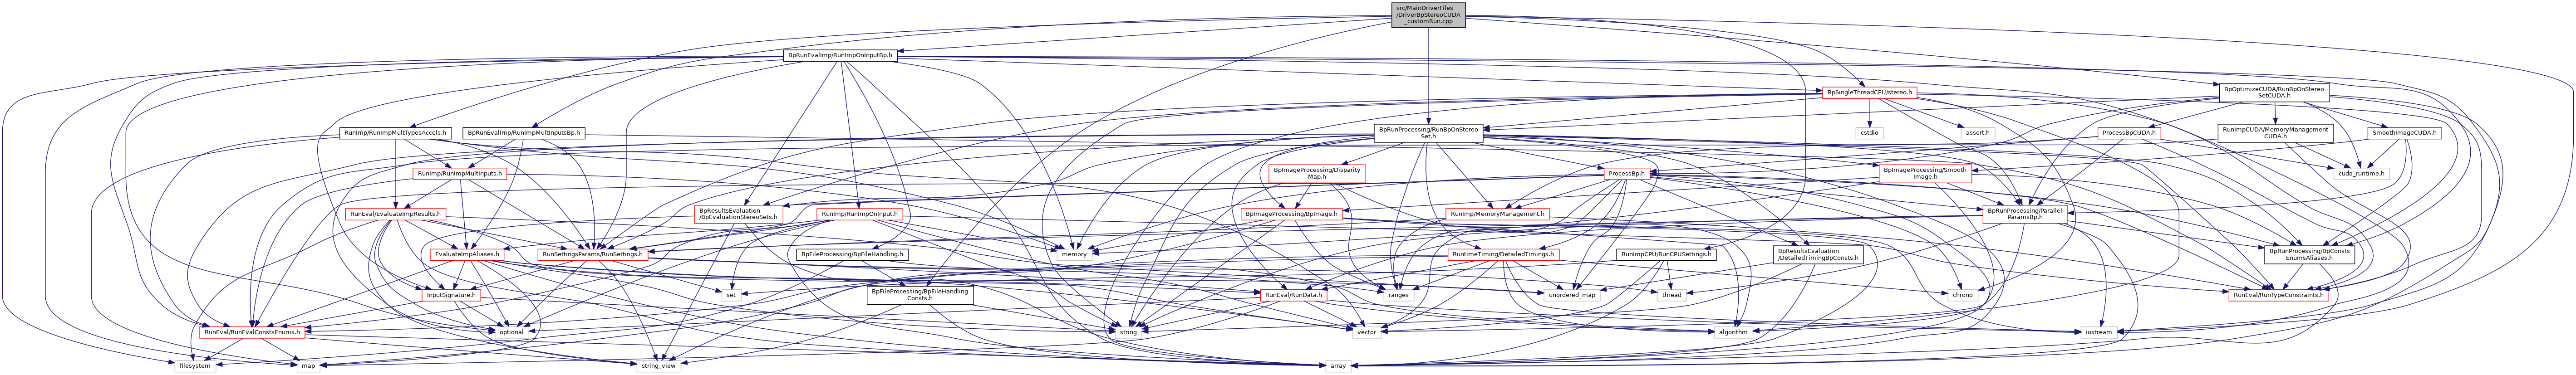 src/MainDriverFiles
/DriverBpStereoCUDA
_customRun.cpp
BpRunEvalImp/RunImpOnInputBp.h
BpSingleThreadCPU/stereo.h
BpOptimizeCUDA/RunBpOnStereo
SetCUDA.h
RunImp/RunImpMultTypesAccels.h
BpRunEvalImp/RunImpMultInputsBp.h
BpRunProcessing/RunBpOnStereo
Set.h
cstdio
assert.h
ProcessBpCUDA.h
RunImpCUDA/MemoryManagement
CUDA.h
SmoothImageCUDA.h
RunImp/RunImpMultInputs.h
BpImageProcessing/Disparity
Map.h
ProcessBp.h
BpImageProcessing/Smooth
Image.h
cuda_runtime.h
RunEval/EvaluateImpResults.h
BpResultsEvaluation
/BpEvaluationStereoSets.h
RunImp/RunImpOnInput.h
BpImageProcessing/BpImage.h
RunImp/MemoryManagement.h
BpRunProcessing/Parallel
ParamsBp.h
EvaluateImpAliases.h
RunSettingsParams/RunSettings.h
BpFileProcessing/BpFileHandling.h
memory
RuntimeTiming/DetailedTimings.h
RunImpCPU/RunCPUSettings.h
BpResultsEvaluation
/DetailedTimingBpConsts.h
BpRunProcessing/BpConsts
EnumsAliases.h
InputSignature.h
set
BpFileProcessing/BpFileHandling
Consts.h
RunEval/RunData.h
ranges
unordered_map
thread
chrono
RunEval/RunTypeConstraints.h
RunEval/RunEvalConstsEnums.h
optional
string
vector
algorithm
iostream
filesystem
map
string_view
array